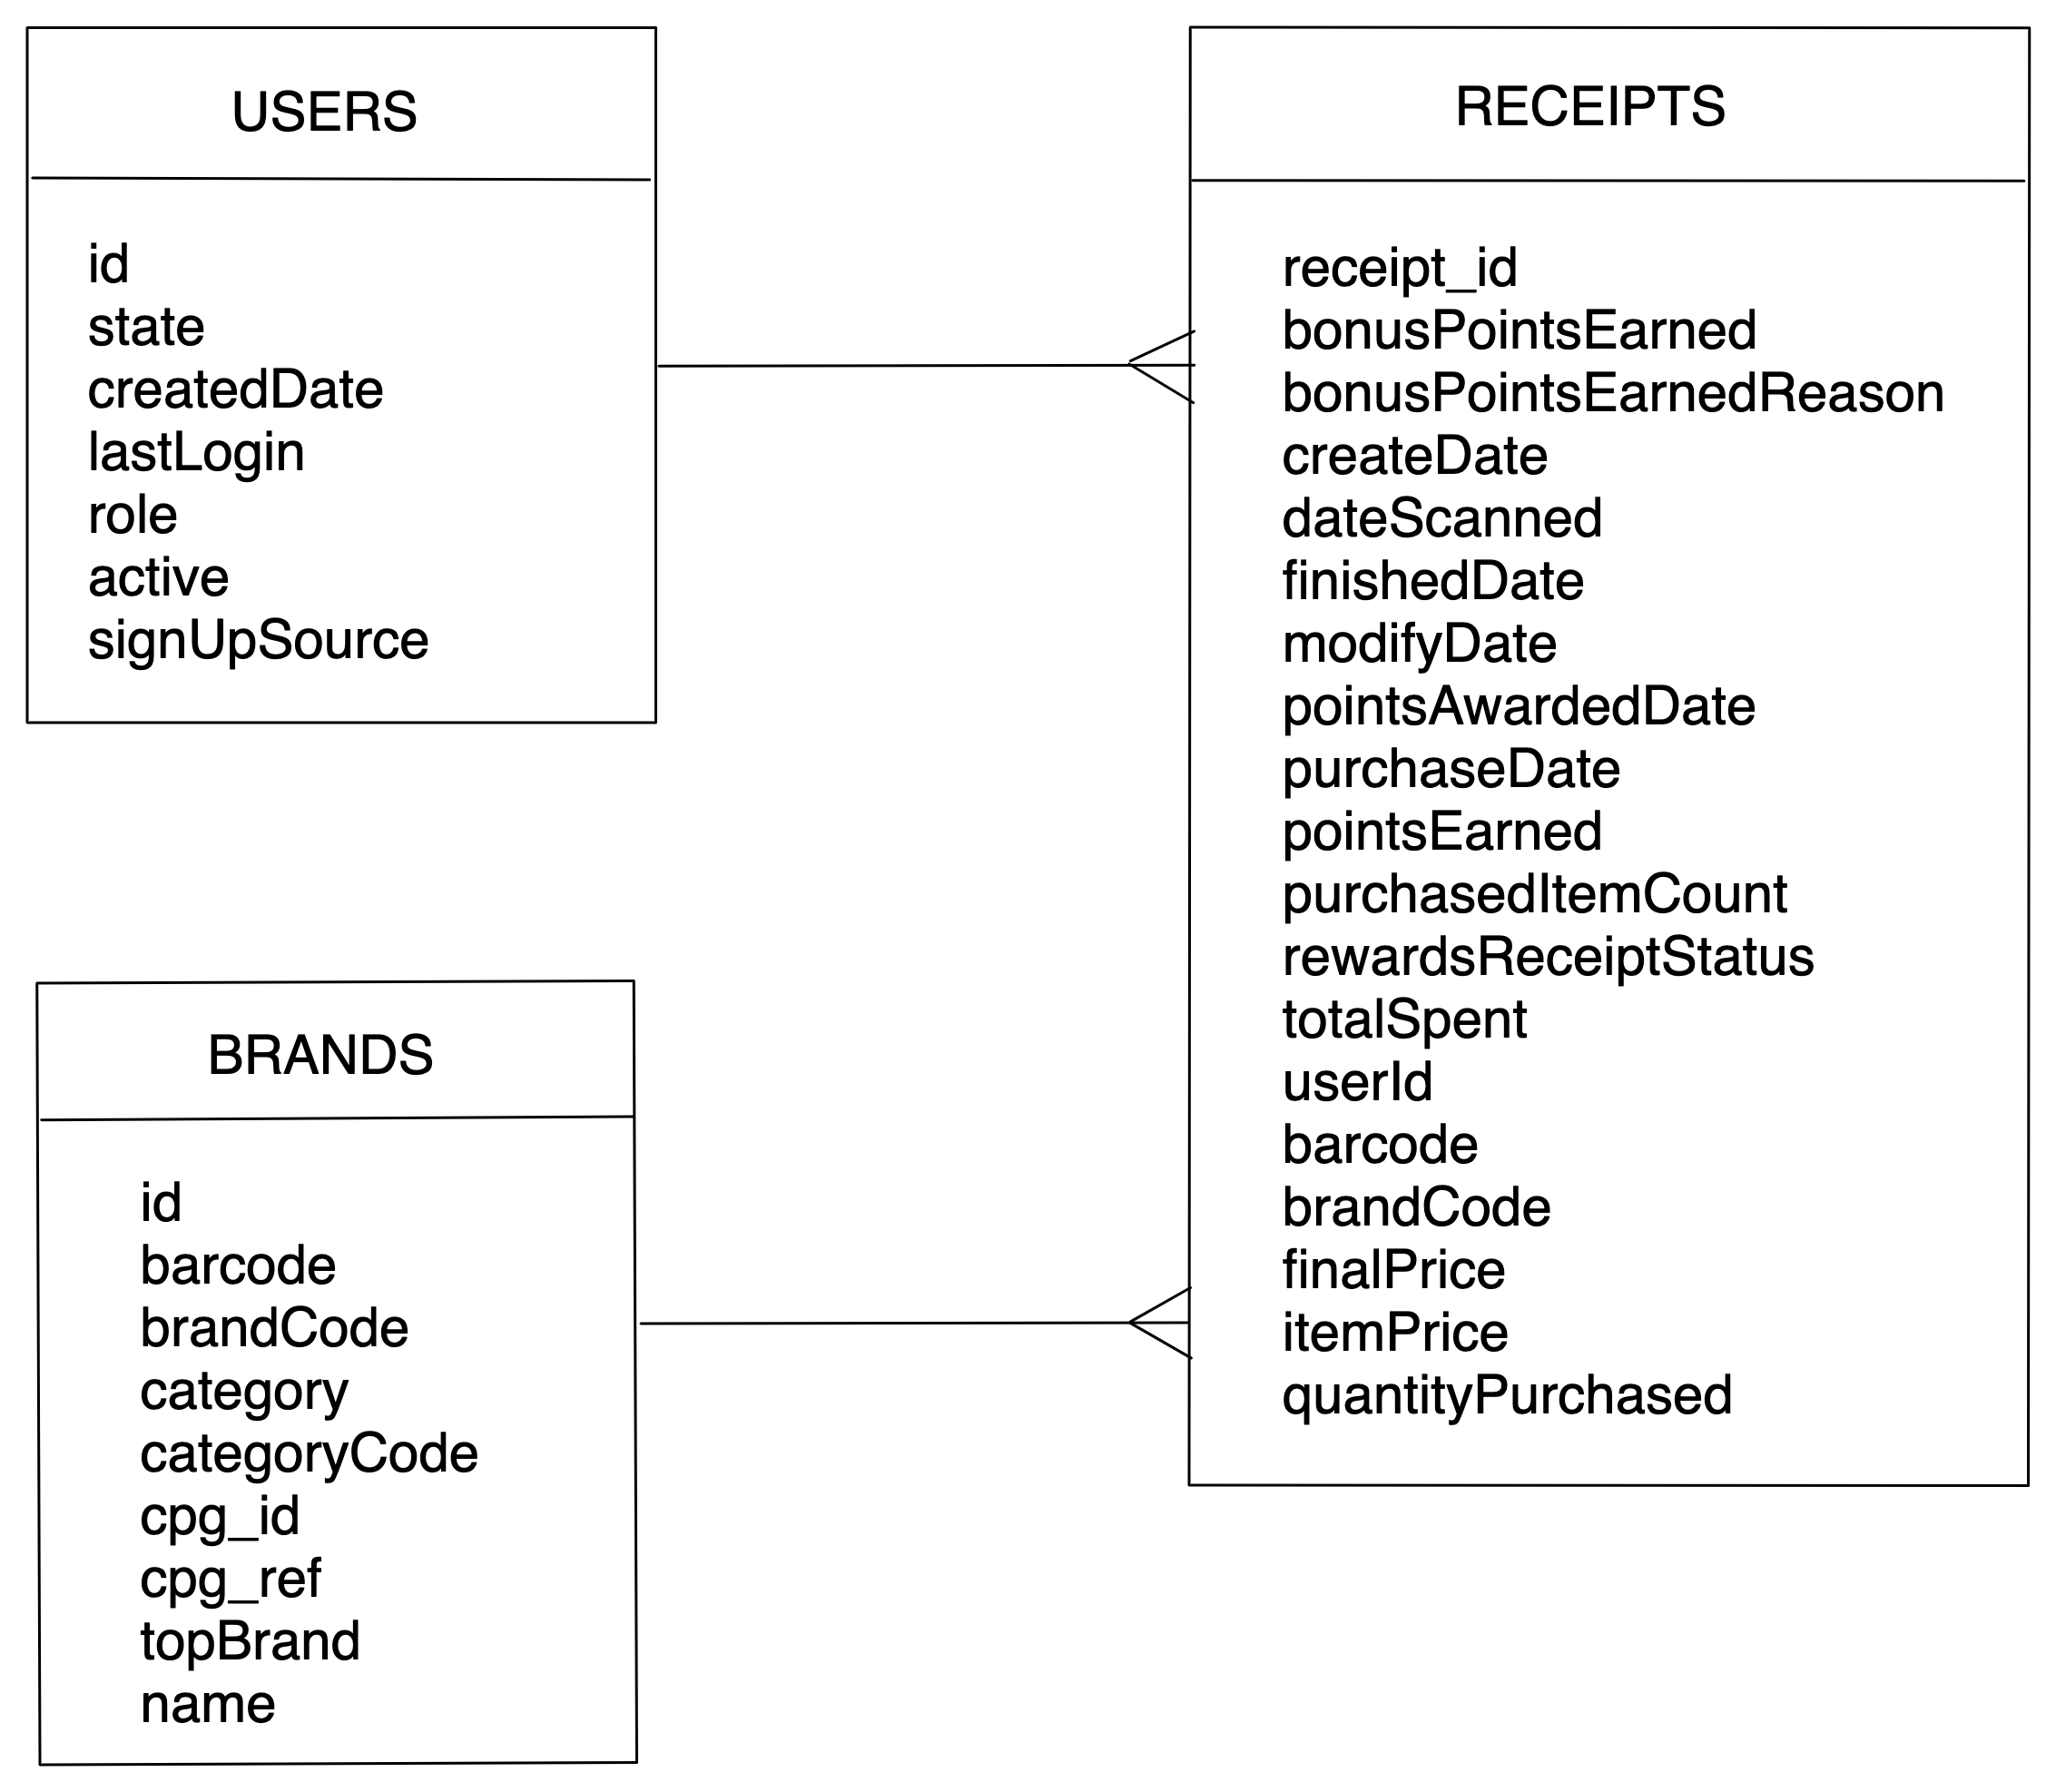 USERS
id
state
createdDate
lastLogin
role
active
signUpSource
RECEIPTS
receipt_id
bonusPointsEarned
bonusPointsEarnedReason
createDate
dateScanned
finishedDate
modifyDate
pointsAwardedDate
purchaseDate
pointsEarned
purchasedItemCount
rewardsReceiptStatus
totalSpent
userId
barcode
brandCode
finalPrice
itemPrice
quantityPurchased
BRANDS
id
barcode
brandCode
category
categoryCode
cpg_id
cpg_ref
topBrand
name